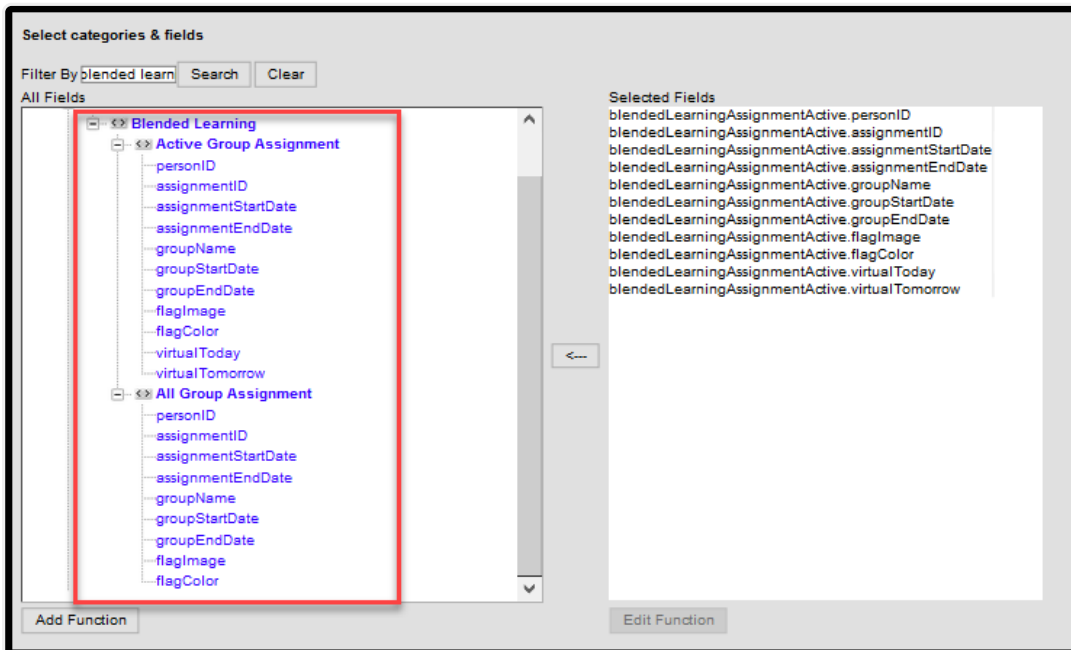 Select categories & fields
Filter By blended learn Search Clear
All Fields
Blended Learning
Active Group Assignment
personID
assignmentID
assignmentStartDate
assignmentEndDate
groupName
groupStartDate
groupEndDate
flagImage
flagColor
virtualToday
virtualTomorrow
All Group Assignment
personID
assignmentID
assignmentStartDate
assignmentEndDate
groupName
groupStartDate
groupEndDate
flagImage
flagColor
Add Function
<---
Selected Fields
blendedLearningAssignmentActive.personID
blendedLearningAssignmentActive.assignmentID
blendedLearningAssignmentActive.assignmentStartDate
blendedLearningAssignmentActive.assignmentEndDate
blendedLearningAssignmentActive.groupName
blendedLearningAssignmentActive.groupStartDate
blendedLearningAssignmentActive.groupEndDate
blendedLearningAssignmentActive.flagImage
blendedLearningAssignmentActive.flagColor
blendedLearningAssignmentActive.virtualToday
blendedLearningAssignmentActive.virtualTomorrow
Edit Function